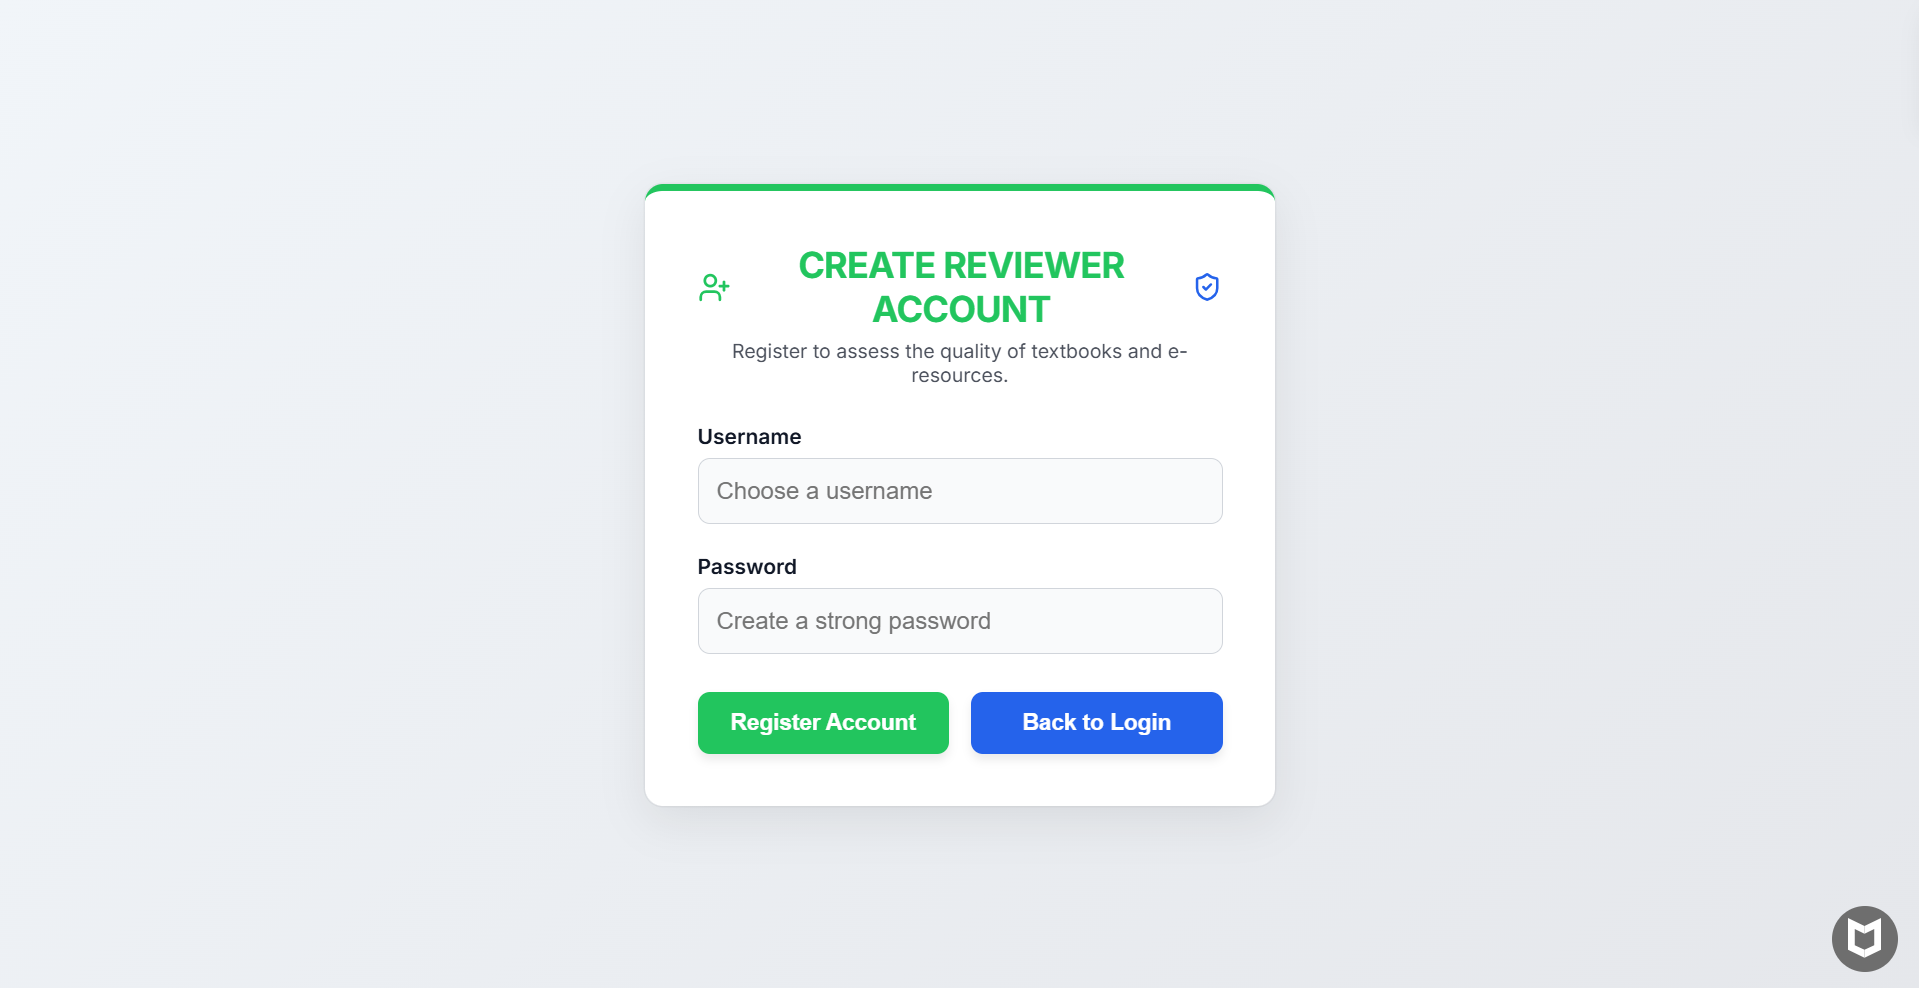 CREATE REVIEWER
ACCOUNT
Register to assess the quality of textbooks and e-
resources.
Username
Choose a username
Password
Create a strong password
Register Account
Back to Login